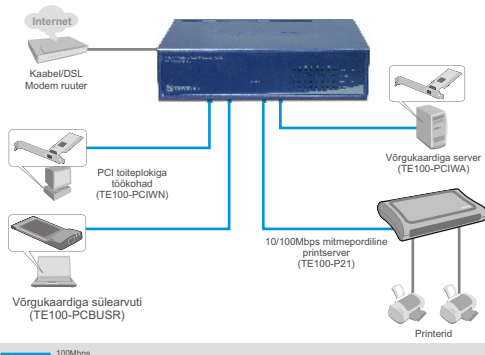 Internet
Kaabel/DSL
Modem ruuter
PCI toiteplokiga
töökohad
(TE100-PCIWN)
Võrgukaardiga server
(TE100-PCIWA)
10/100Mbps mitmepordiline
printserver
(TE100-P21)
Võrgukaardiga sülearvuti
(TE100-PCBUSR)
Printerid
100Mbps